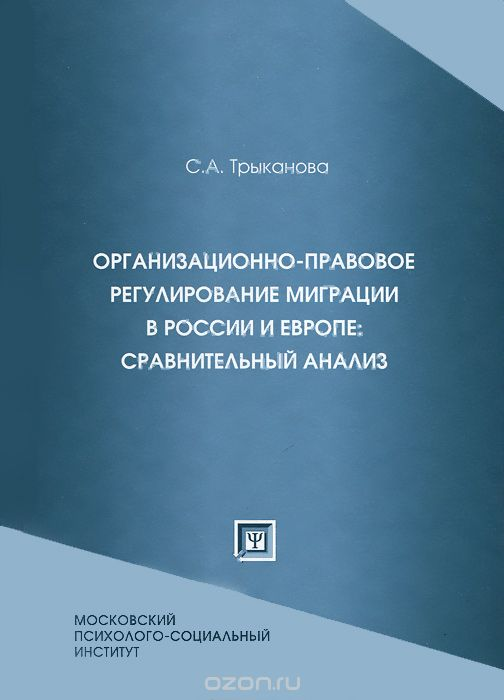 С.А. Трыканова
ОРГАНИЗАЦИОННО-ПРАВОВОЕ
РЕГУЛИРОВАНИЕ МИГРАЦИИ
В РОССИИ И ЕВРОПЕ:
СРАВНИТЕЛЬНЫЙ АНАЛИЗ
Ψ
МОСКОВСКИЙ
ПСИХОЛОГО-СОЦИАЛЬНЫЙ
ИНСТИТУТ
ozon.ru